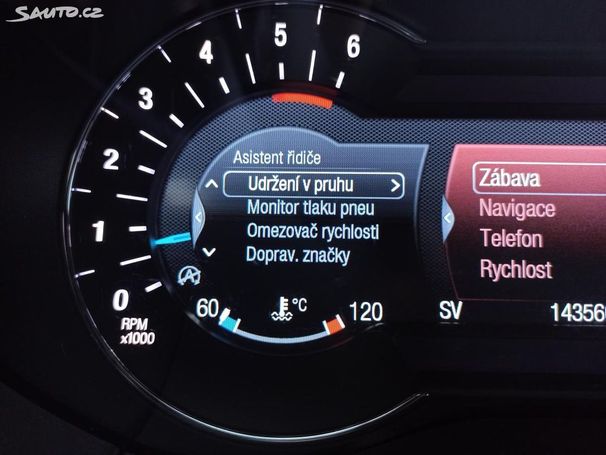 SAUTO.CZ
0
1
2
3
4
5
6
RPM
x1000
Asistent řidiče
Udržení v pruhu
Monitor tlaku pneu
Omezovač rychlosti
Doprav. značky
60
°C
120
Zábava
Navigace
Telefon
Rychlost
SV